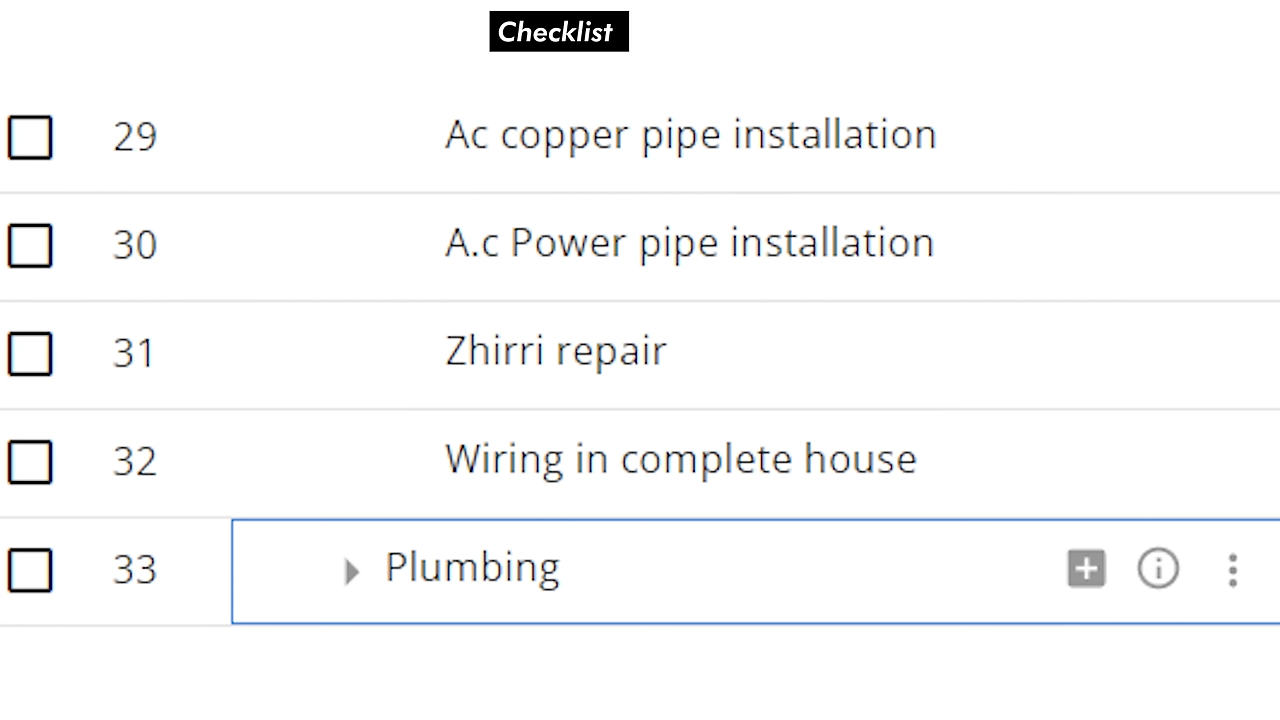 Checklist
29 Ac copper pipe installation
30 A.c Power pipe installation
31 Zhirri repair
32 Wiring in complete house
33 Plumbing